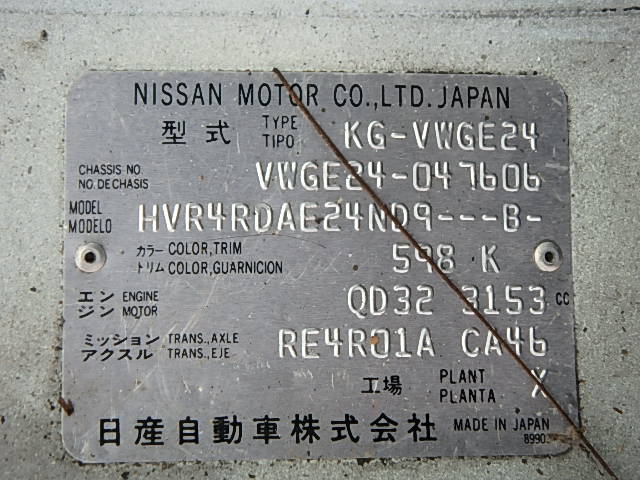 NISSAN MOTOR CO.,LTD. JAPAN
型式 TYPE TIPO KG-VWGE24
CHASSIS NO. NO. DE CHASIS VWGE24-047606
MODEL MODELO HVR4RDAE24ND9---B-
カラー COLOR,TRIM
トリム COLOR,GUARNICION 598 K
エンジン ENGINE MOTOR QD32 3153 CC
ミッション TRANS.,AXLE
アクスル TRANS.,EJE RE4R01A CA46
工場 PLANT PLANTA X
日産自動車株式会社 MADE IN JAPAN
8990